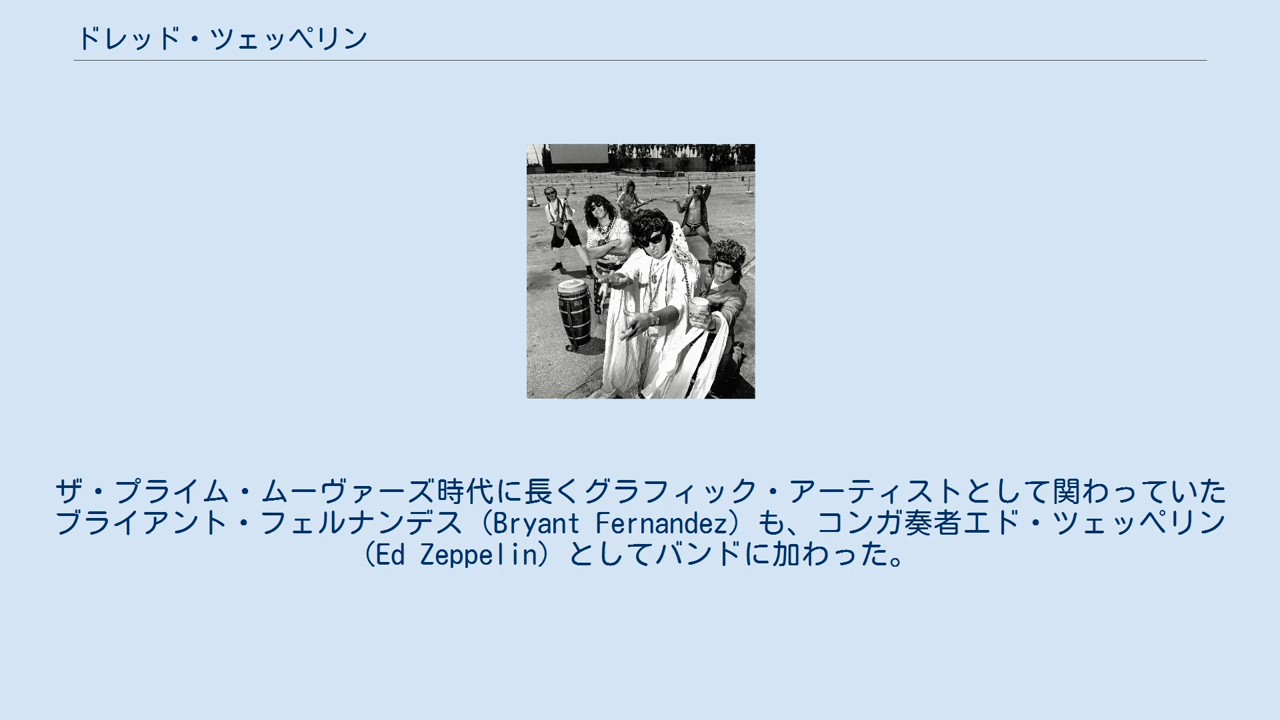 ドレッド・ツェッペリン
ザ・プライム・ムーヴァーズ時代に長くグラフィック・アーティストとして関わっていた
ブライアント・フェルナンデス（Bryant Fernandez）も、コンガ奏者エド・ツェッペリン
（Ed Zeppelin）としてバンドに加わった。